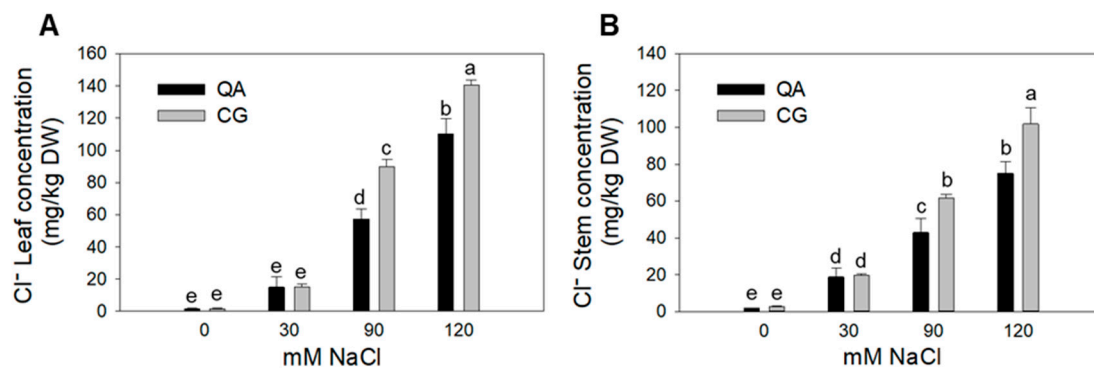 A
Cl⁻ Leaf concentration
(mg/kg DW)
160
140
120
100
80
60
40
20
0
QA
CG
e e
e e
d c
b a
0 30 90 120
mM NaCl
B
Cl⁻ Stem concentration
(mg/kg DW)
140
120
100
80
60
40
20
0
QA
CG
e e
d d
c b
b a
0 30 90 120
mM NaCl